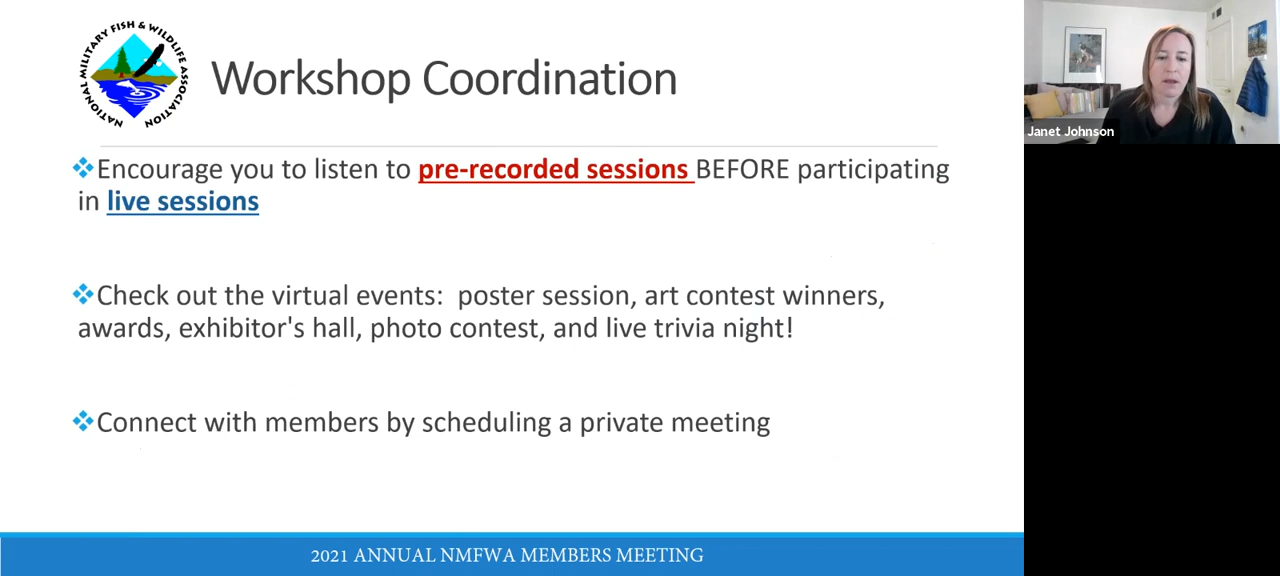 NATIONAL MILITARY FISH & WILDLIFE ASSOCIATION
Workshop Coordination
Janet Johnson
Encourage you to listen to pre-recorded sessions BEFORE participating
in live sessions
Check out the virtual events: poster session, art contest winners,
awards, exhibitor's hall, photo contest, and live trivia night!
Connect with members by scheduling a private meeting
2021 ANNUAL NMFWA MEMBERS MEETING